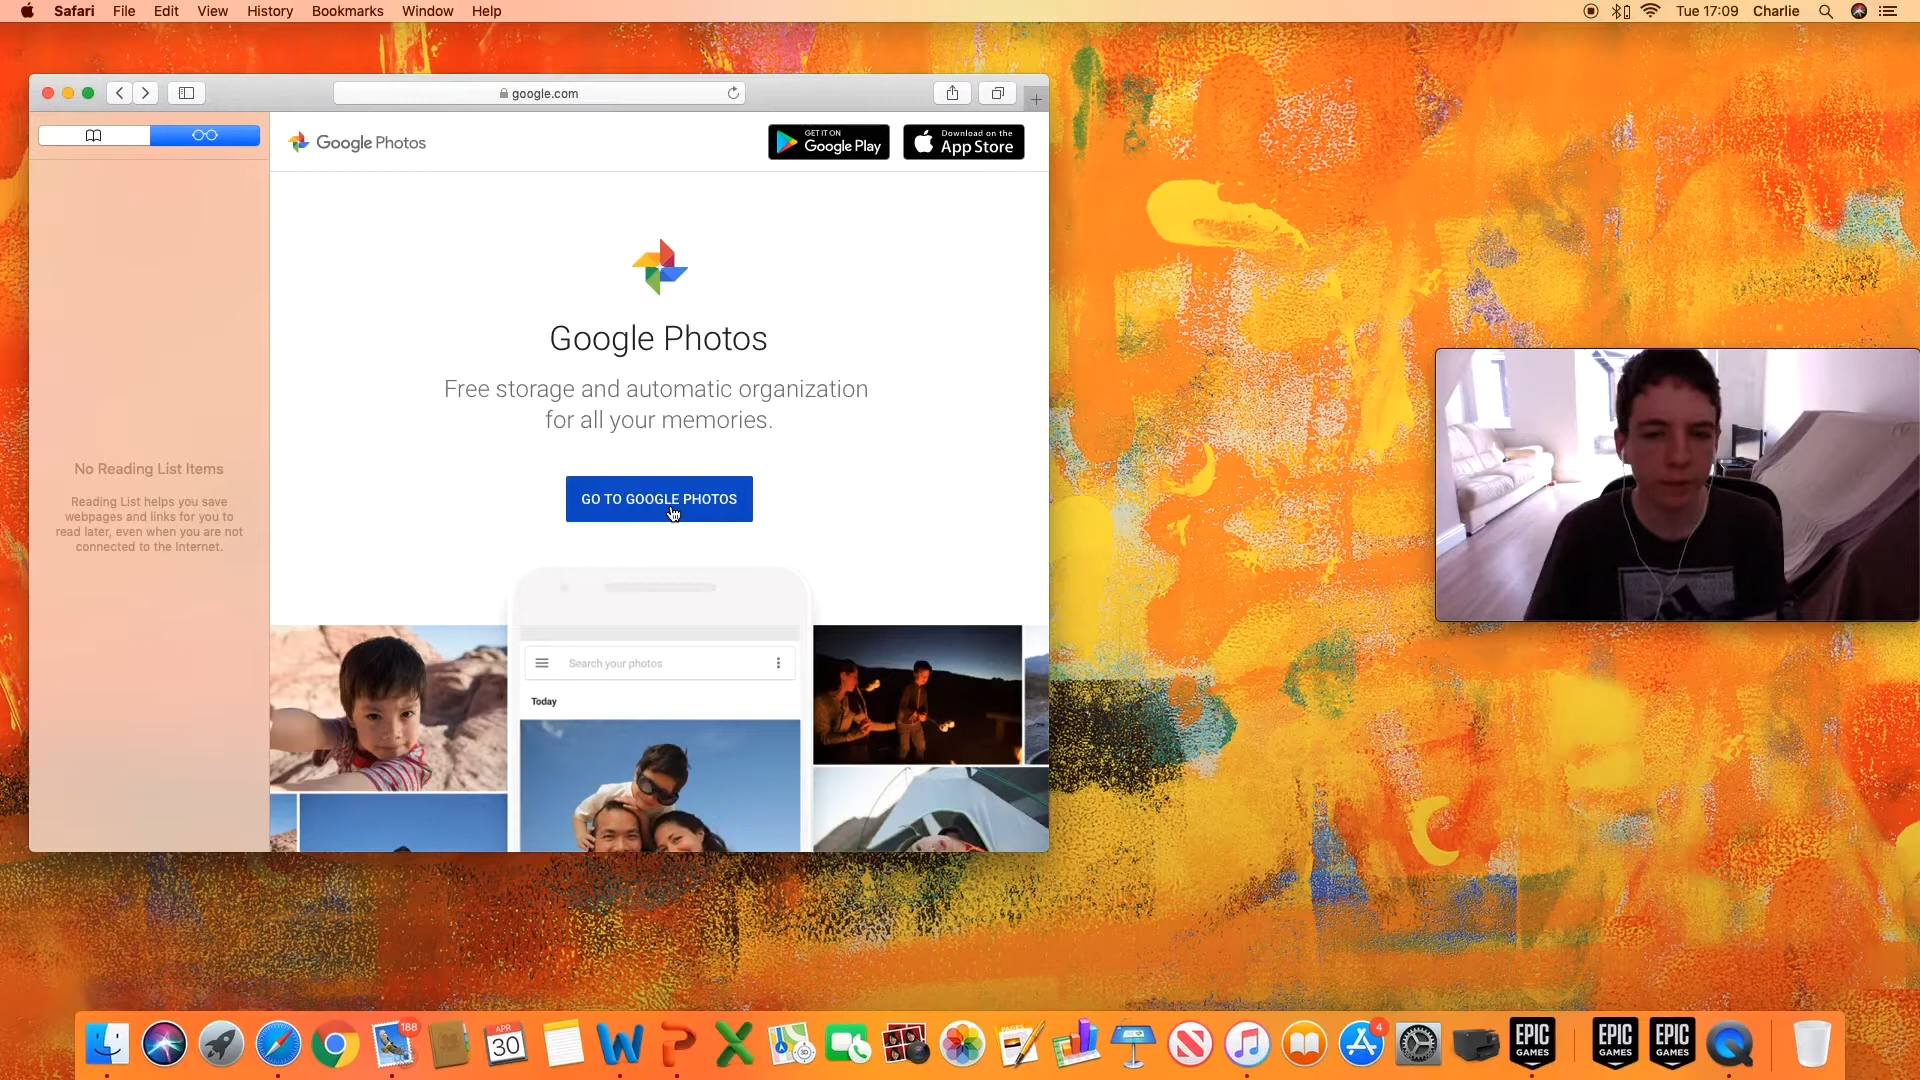 Safari File Edit View History Bookmarks Window Help
Tue 17:09 Charlie
google.com
Google Photos
GET IT ON
Google Play
Download on the
App Store
Google Photos
Free storage and automatic organization
for all your memories.
GO TO GOOGLE PHOTOS
No Reading List Items
Reading List helps you save
webpages and links for you to
read later, even when you are not
connected to the Internet.
Search your photos
Today
188
APR
30
W
P
X
3D
PAGES
4
EPIC
GAMES
EPIC
GAMES
EPIC
GAMES